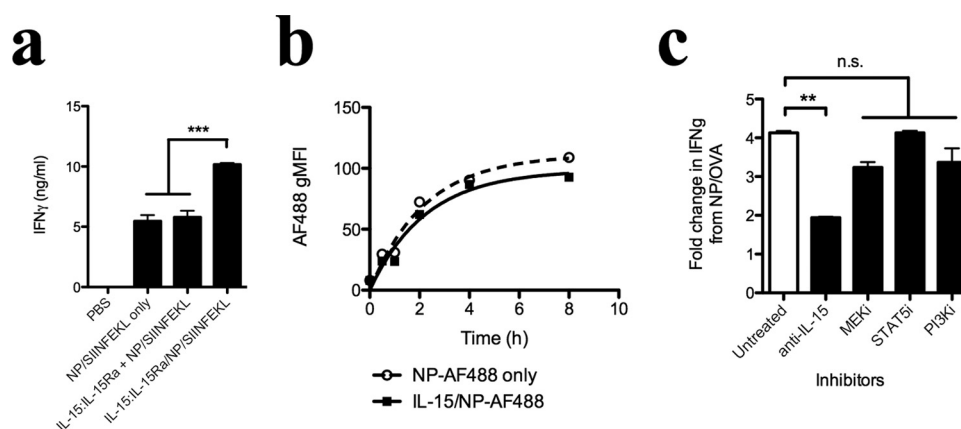 a
IFNγ (ng/ml)
15
10
5
0
***
PBS
NP/SIINFEKL only
IL-15:IL-15Ra + NP/SIINFEKL
IL-15:IL-15Ra/NP/SIINFEKL
b
AF488 gMFI
150
100
50
0
0 2 4 6 8 10
Time (h)
NP-AF488 only
IL-15/NP-AF488
c
n.s.
**
Fold change in IFNg
from NP/OVA
5
4
3
2
1
0
Untreated
anti-IL-15
MEKi
STAT5i
PI3Ki
Inhibitors